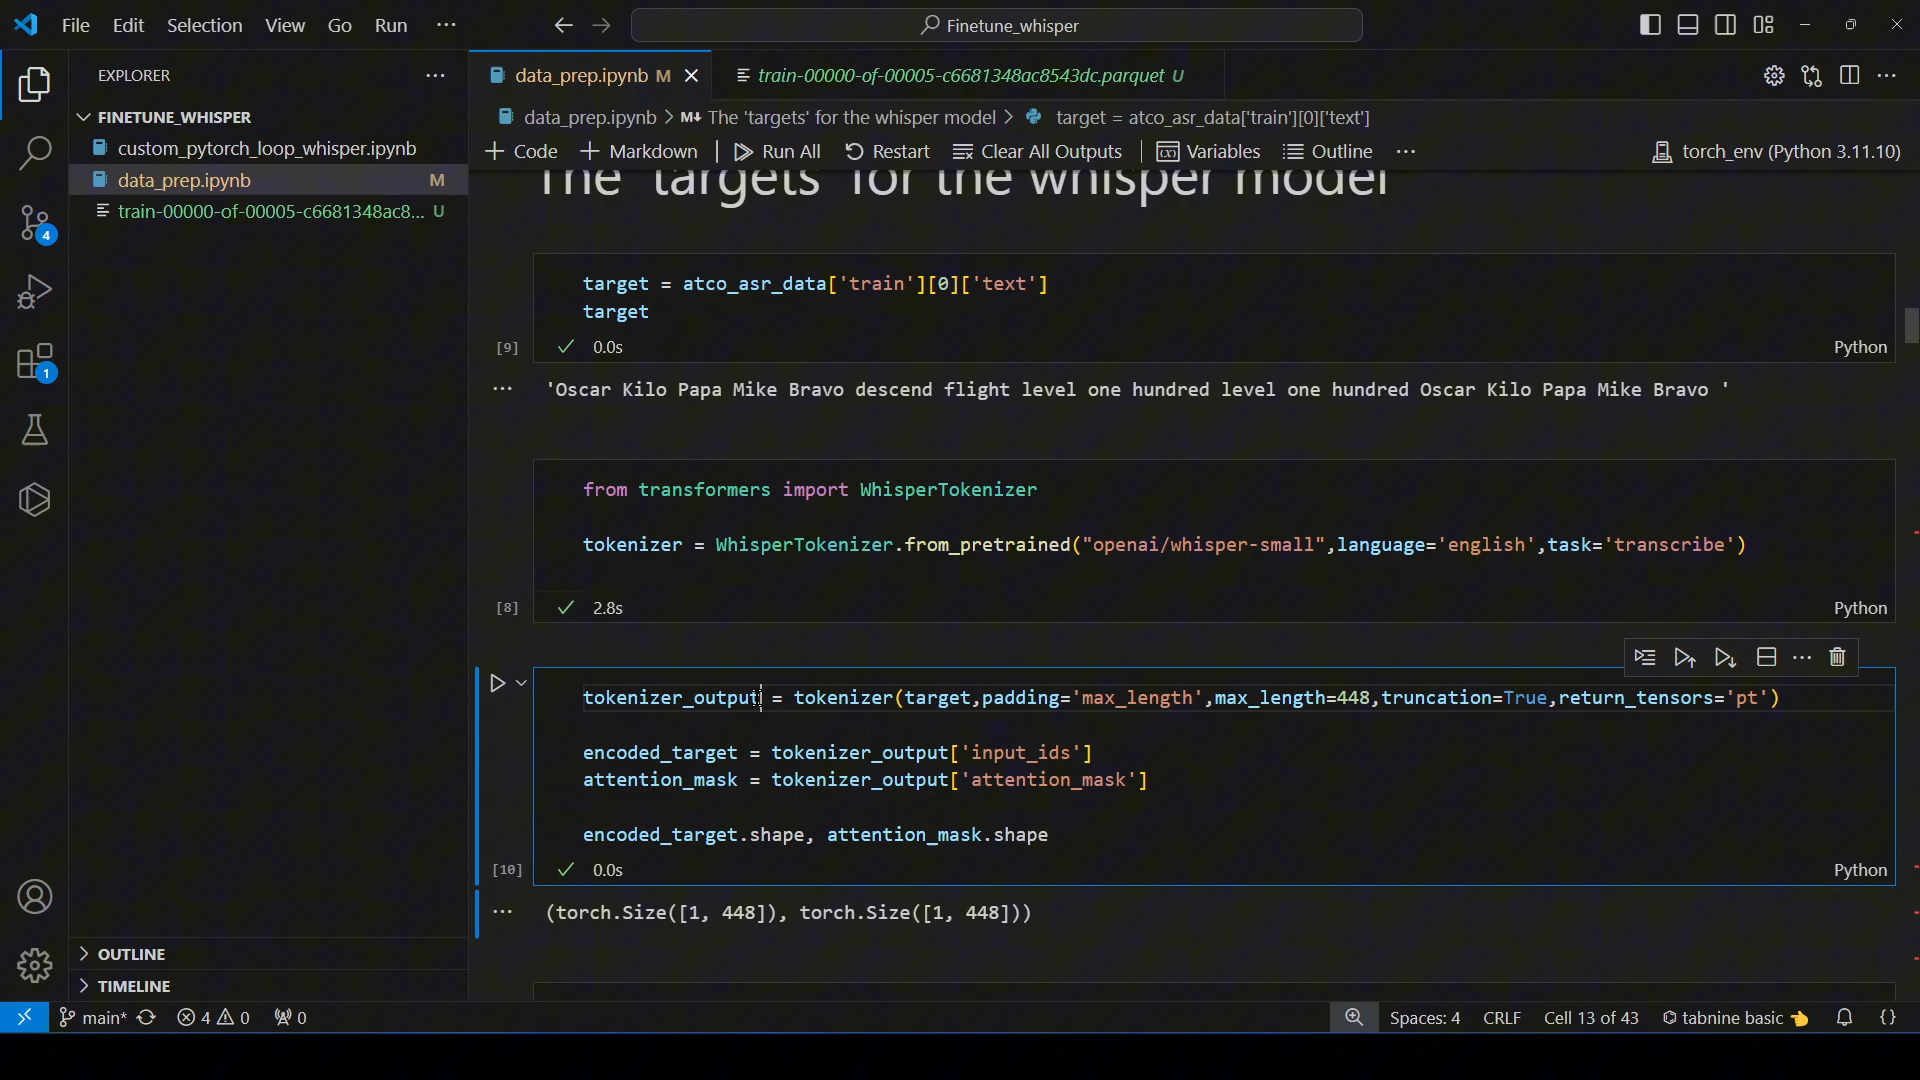 File Edit Selection View Go Run ···
Finetune_whisper
EXPLORER
FINETUNE_WHISPER
custom_pytorch_loop_whisper.ipynb
data_prep.ipynb M
train-00000-of-00005-c6681348ac8... U
4
1
OUTLINE
TIMELINE
data_prep.ipynb M
train-00000-of-00005-c6681348ac8543dc.parquet U
data_prep.ipynb > M↓ The 'targets' for the whisper model > target = atco_asr_data['train'][0]['text']
+ Code + Markdown Run All Restart Clear All Outputs (x) Variables Outline ··· torch_env (Python 3.11.10)
The 'targets' for the whisper model
target = atco_asr_data['train'][0]['text']
target
[9] 0.0s Python
'Oscar Kilo Papa Mike Bravo descend flight level one hundred level one hundred Oscar Kilo Papa Mike Bravo '
from transformers import WhisperTokenizer
tokenizer = WhisperTokenizer.from_pretrained("openai/whisper-small",language='english',task='transcribe')
[8] 2.8s Python
tokenizer_output = tokenizer(target,padding='max_length',max_length=448,truncation=True,return_tensors='pt')
encoded_target = tokenizer_output['input_ids']
attention_mask = tokenizer_output['attention_mask']
encoded_target.shape, attention_mask.shape
[10] 0.0s Python
(torch.Size([1, 448]), torch.Size([1, 448]))
main* 4 0 0 Spaces: 4 CRLF Cell 13 of 43 tabnine basic 👈 {}